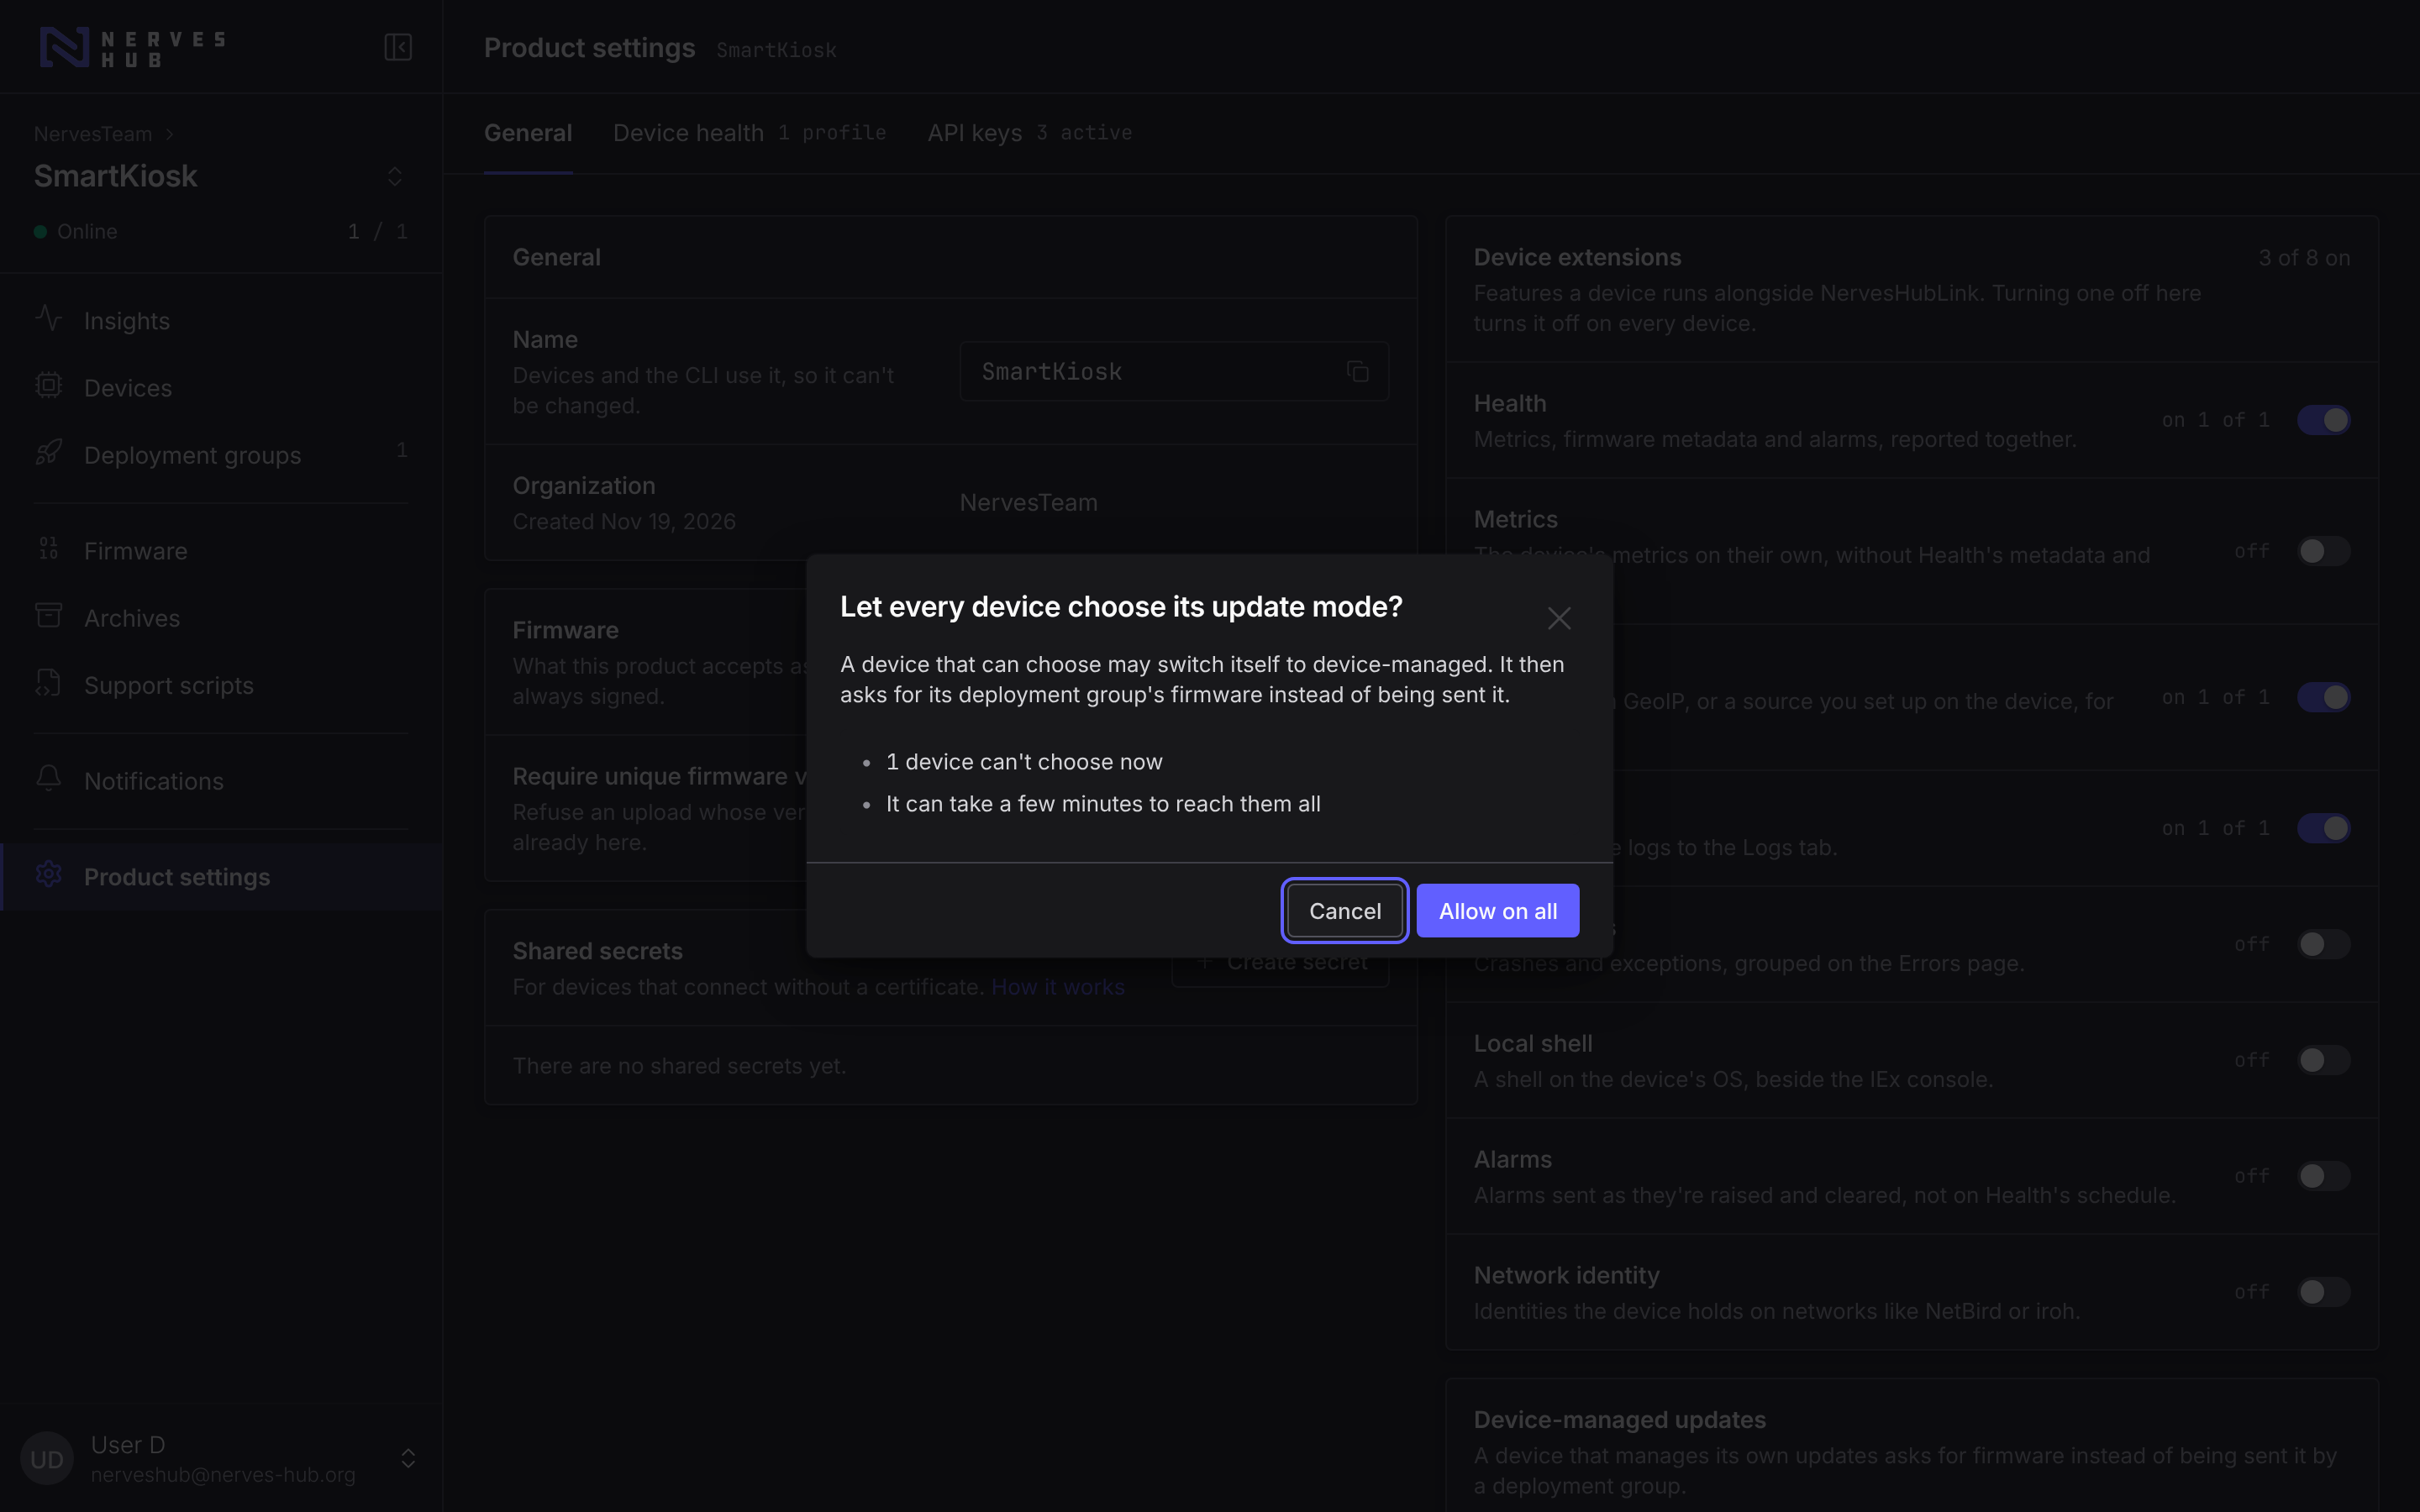 NERVES
HUB
NervesTeam
SmartKiosk
Online
1 / 1
Insights
Devices
Deployment groups
1
Firmware
Archives
Support scripts
Notifications
Product settings
UD
User D
nerveshub@nerves-hub.org
Product settings SmartKiosk
General
Device health 1 profile
API keys 3 active
General
Name
Devices and the CLI use it, so it can't
be changed.
SmartKiosk
Organization
Created Nov 19, 2026
NervesTeam
Firmware
What this product accepts as
always signed.
Require unique firmware v
Refuse an upload whose ver
already here.
Shared secrets
For devices that connect without a certificate. How it works
+ Create secret
There are no shared secrets yet.
Let every device choose its update mode?
A device that can choose may switch itself to device-managed. It then
asks for its deployment group's firmware instead of being sent it.
• 1 device can't choose now
• It can take a few minutes to reach them all
Cancel
Allow on all
Device extensions
3 of 8 on
Features a device runs alongside NervesHubLink. Turning one off here
turns it off on every device.
Health
Metrics, firmware metadata and alarms, reported together.
on 1 of 1
Metrics
The device's metrics on their own, without Health's metadata and
off
GeoIP, or a source you set up on the device, for
on 1 of 1
logs to the Logs tab.
on 1 of 1
Crashes and exceptions, grouped on the Errors page.
off
Local shell
A shell on the device's OS, beside the IEx console.
off
Alarms
Alarms sent as they're raised and cleared, not on Health's schedule.
off
Network identity
Identities the device holds on networks like NetBird or iroh.
off
Device-managed updates
A device that manages its own updates asks for firmware instead of being sent it by
a deployment group.